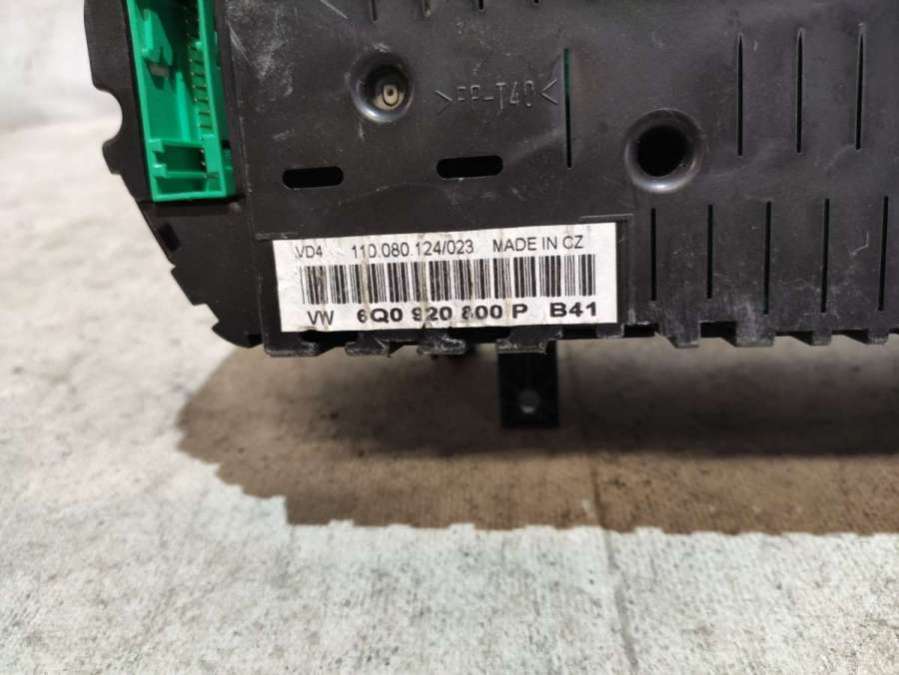 >PP-T40<
VD4 110.080.124/023 MADE IN CZ
VW 6Q0 920 800 P B41